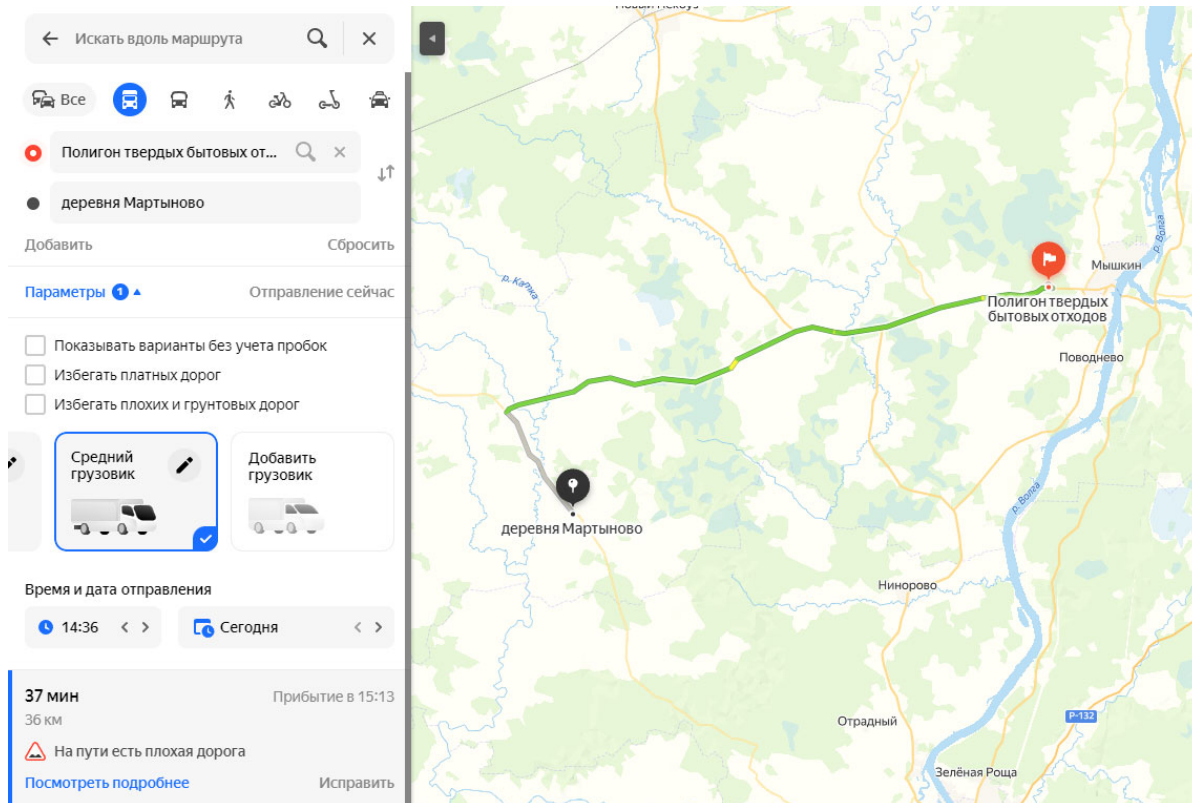 Искать вдоль маршрута
Все
Полигон твердых бытовых от...
деревня Мартыново
Добавить
Сбросить
Параметры 1
Отправление сейчас
Показывать варианты без учета пробок
Избегать платных дорог
Избегать плохих и грунтовых дорог
Средний
грузовик
Добавить
грузовик
Время и дата отправления
14:36
Сегодня
37 мин
Прибытие в 15:13
36 км
На пути есть плохая дорога
Посмотреть подробнее
Исправить
р. Катка
р. Волга
Мышкин
Полигон твердых
бытовых отходов
Поводнево
деревня Мартыново
р. Волга
Нинорово
Отрадный
Р-132
Зелёная Роща